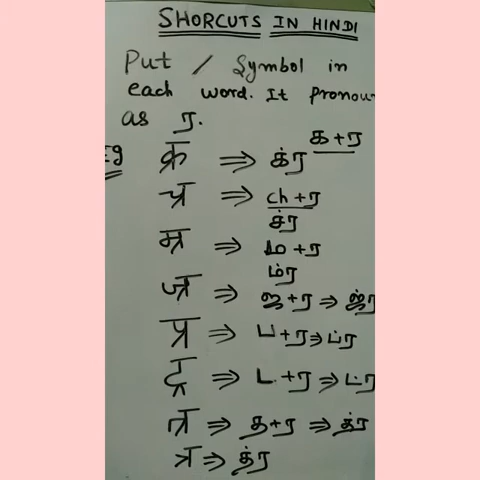 SHORCUTS IN HINDI
Put / Symbol in
each word. It pronou
as ர.
Eg क्र ⇒ க்ர க+ர
च्र ⇒ ch+ர
ச்ர
म्र ⇒ ம+ர
ம்ர
ज्र ⇒ ஜ+ர ⇒ ஜ்ர
प्र ⇒ ப+ர ⇒ ப்ர
ट्र ⇒ ட+ர ⇒ ட்ர
त्र ⇒ த+ர ⇒ த்ர
त्र ⇒ த்ர